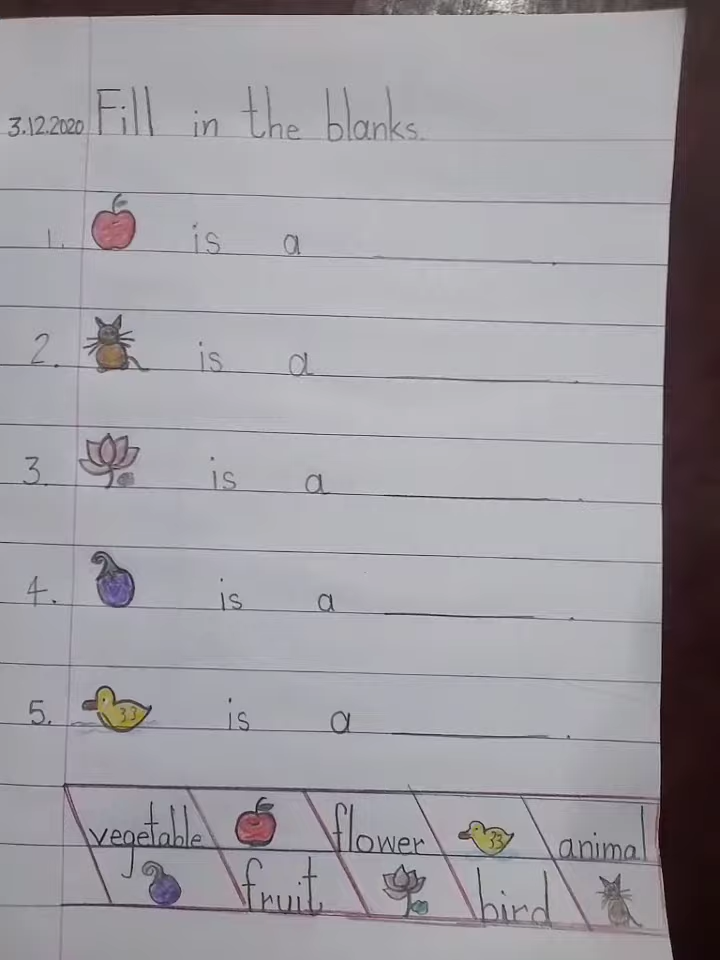 3.12.2020 Fill in the blanks.
1. is a ________.
2. is a ________.
3. is a ________.
4. is a ________.
5. is a ________.
vegetable flower animal
fruit bird